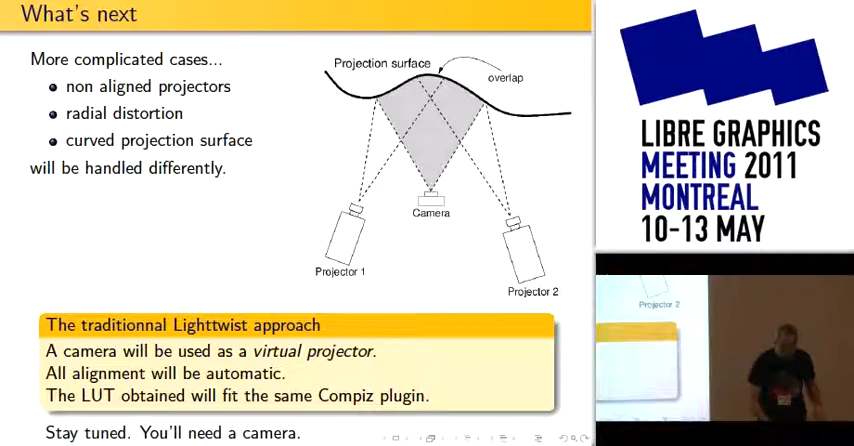 What's next
More complicated cases...
non aligned projectors
radial distortion
curved projection surface
will be handled differently.
Projection surface
overlap
Camera
Projector 1
Projector 2
The traditionnal Lighttwist approach
A camera will be used as a virtual projector.
All alignment will be automatic.
The LUT obtained will fit the same Compiz plugin.
Stay tuned. You'll need a camera.
LIBRE GRAPHICS
MEETING 2011
MONTREAL
10-13 MAY
Projector 2